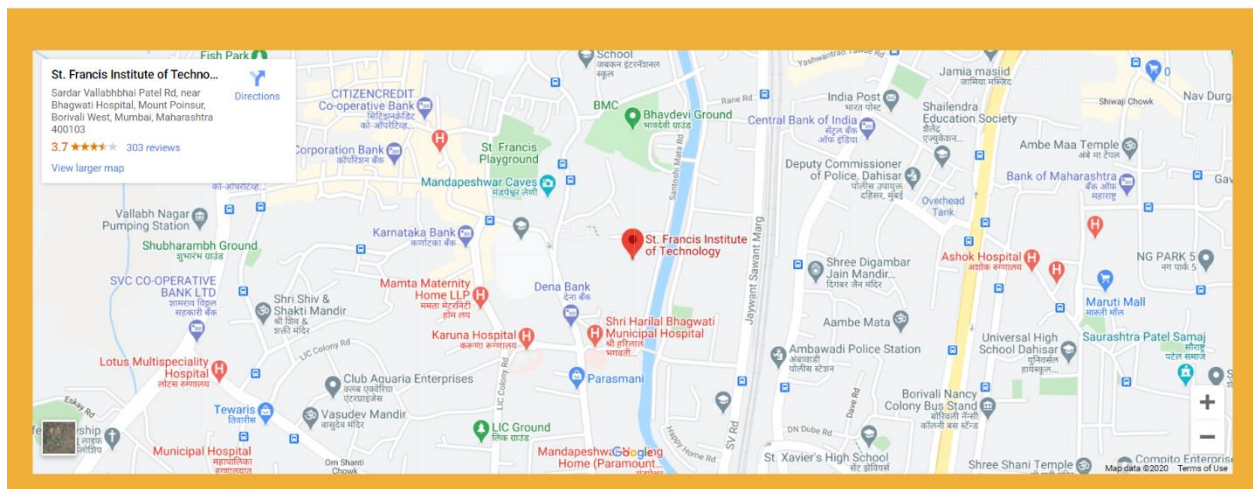 St. Francis Institute of Techno...
Sardar Vallabhbhai Patel Rd, near
Bhagwati Hospital, Mount Poinsur,
Borivali West, Mumbai, Maharashtra
400103
3.7
303 reviews
View larger map
Directions
Fish Park
School
जबकन इंटरनॅशनल
स्कूल
Yashwantrao Tawde Rd
Jamia masjid
जामिया मस्जिद
0
CITIZENCREDIT
Co-operative Bank
सिटिझनक्रेडिट
को-ऑपरेटिव्ह...
BMC
Bhavdevi Ground
भावदेवी ग्राउंड
Rane Rd
India Post
भारत पोस्ट
Shailendra
Education Society
शैलेंद्र
एज्युकेशन...
Shivaji Chowk
Nav Durg
Central Bank of India
सेंट्रल बँक
ऑफ इंडिया
Corporation Bank
कॉर्पोरेशन बँक
St. Francis
Playground
Ambe Maa Temple
अंबे मा टेंपल
Deputy Commissioner
of Police, Dahisar
पोलीस उपायुक्त
दहिसर, मुंबई
Bank of Maharashtra
बँक ऑफ
महाराष्ट्र
Gav
को-ऑपरेटिव्ह...
Mandapeshwar Caves
मंडपेश्वर लेणी
Santoshi Mata Rd
Overhead
Tank
Vallabh Nagar
Pumping Station
Karnataka Bank
कर्णाटका बँक
St. Francis Institute
of Technology
Shubharambh Ground
शुभारंभ ग्राउंड
Jaywant Sawant Marg
Shree Digambar
Jain Mandir...
दिगंबर जैन मंदिर
Ashok Hospital
अशोक रुग्णालय
NG PARK 5
नग पार्क 5
SVC CO-OPERATIVE
BANK LTD
शामराव विठ्ठल
सहकारी बँक
Shri Shiv &
Shakti Mandir
श्री शिव &
शक्ती मंदिर
Mamta Maternity
Home LLP
ममता मेटरनिटी
होम लप
Dena Bank
देना बँक
Maruti Mall
मारुती मॉल
Shri Harilal Bhagwati
Municipal Hospital
श्री हरिलाल
भगवती...
Aambe Mata
Karuna Hospital
करूणा रुग्णालय
Universal High
School Dahisar
युनिवर्सल
हायस्कूल...
Saurashtra Patel Samaj
सौराष्ट्र
पटेल समाज
LIC Colony Rd
Ambawadi Police Station
अंबावाडी
पोलीस स्टेशन
Lotus Multispeciality
Hospital
लोटस रुग्णालय
Club Aquaria Enterprises
क्लब एक्वेरिया
एंटरप्राइजेस
LIC Colony Rd
Parasmani
Borivali Nancy
Colony Bus Stand
बोरिवली नॅन्सी
कॉलनी बस स्टँड
Eskay Rd
Tewaris
तिवारीस
Vasudev Mandir
वासुदेव मंदिर
Dave Rd
LIC Ground
लिक ग्राउंड
DN Dube Rd
SV Rd
Happy Home Rd
Municipal Hospital
महापालिका
रुग्णालयात
Om Shanti
Chowk
Google
Home (Paramount...
St. Xavier's High School
सेंट झेवियर्स
Shree Shani Temple
Compito Enterprise
Map data ©2020
Terms of Use